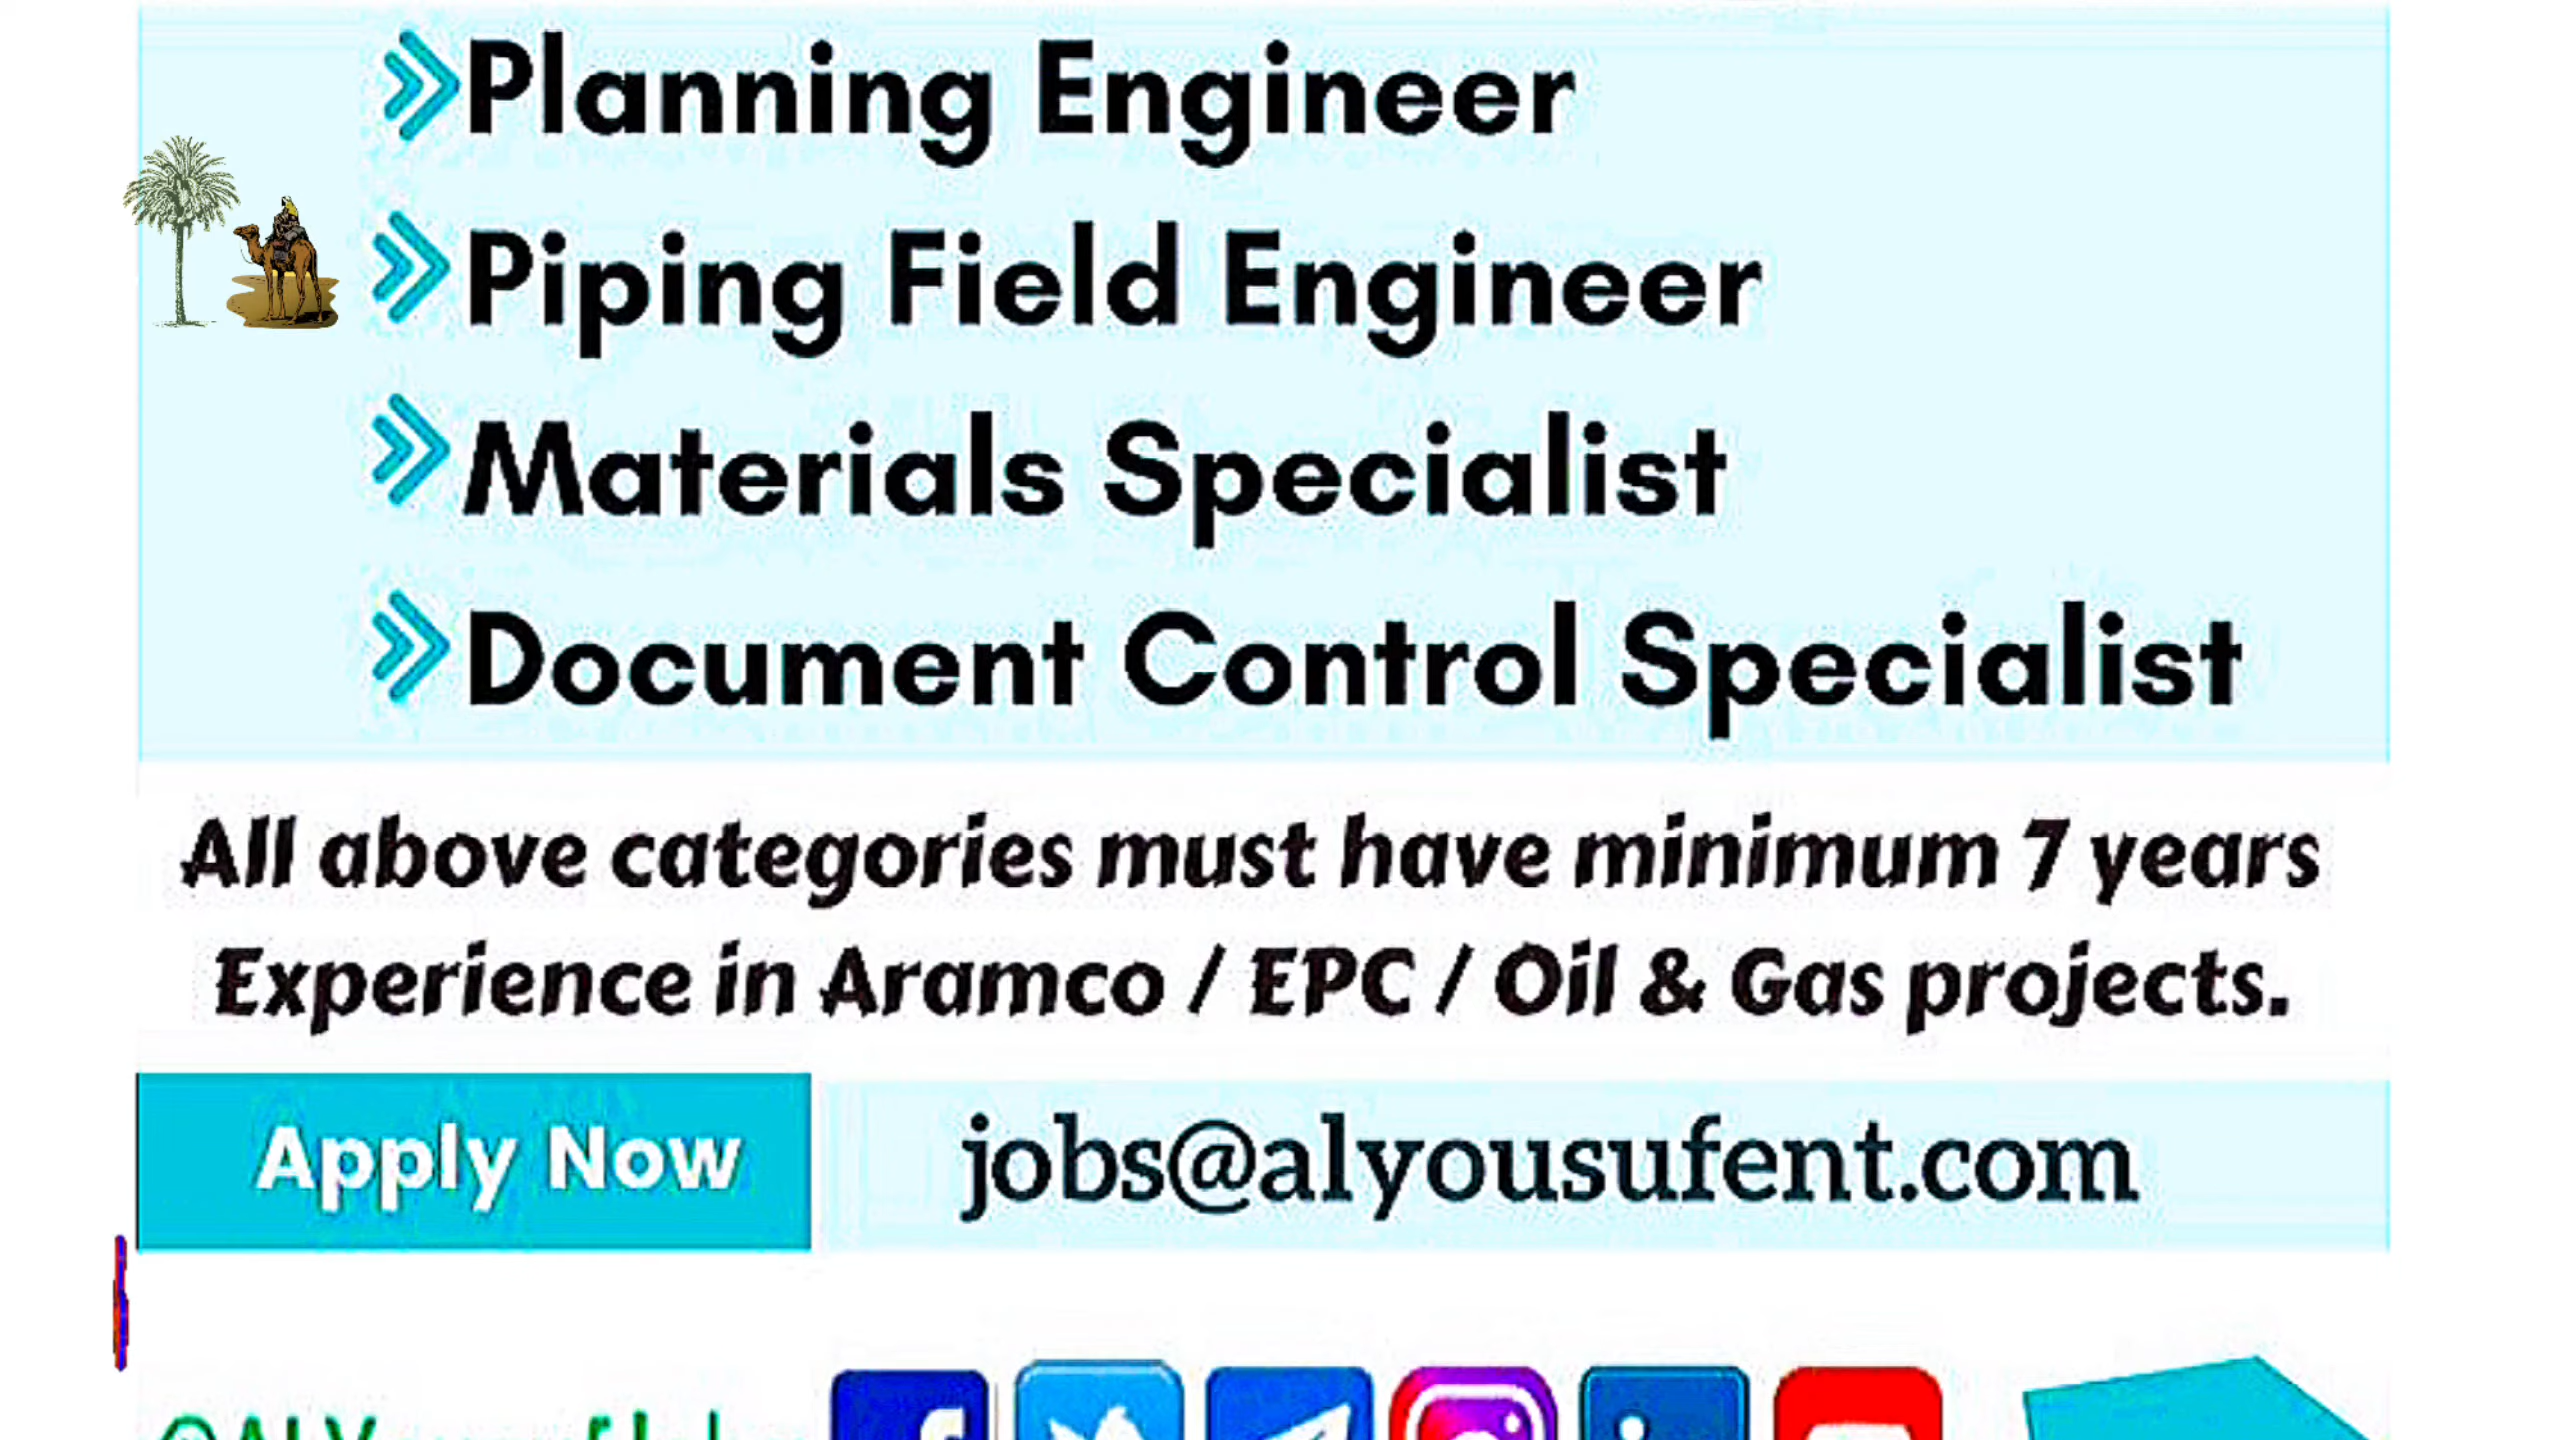 Planning Engineer
Piping Field Engineer
Materials Specialist
Document Control Specialist
All above categories must have minimum 7 years
Experience in Aramco / EPC / Oil & Gas projects.
Apply Now
jobs@alyousufent.com